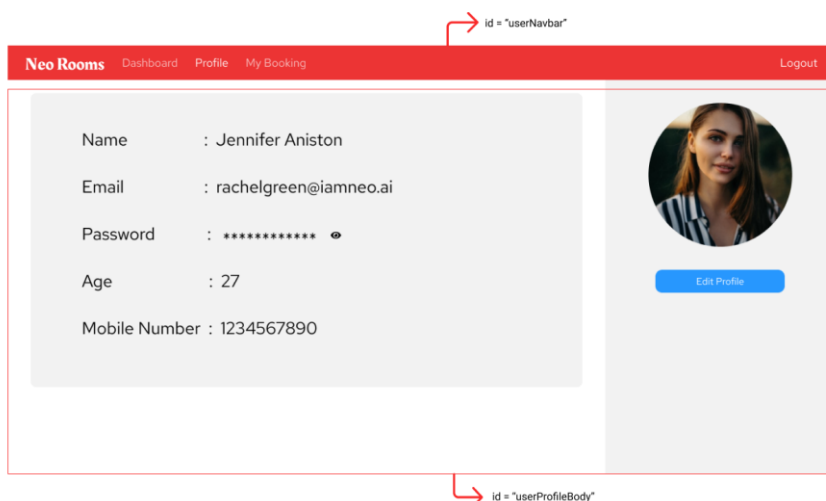 id = "userNavbar"
Neo Rooms Dashboard Profile My Booking Logout
Name : Jennifer Aniston
Email : rachelgreen@iamneo.ai
Password : ************
Age : 27
Mobile Number : 1234567890
Edit Profile
id = "userProfileBody"